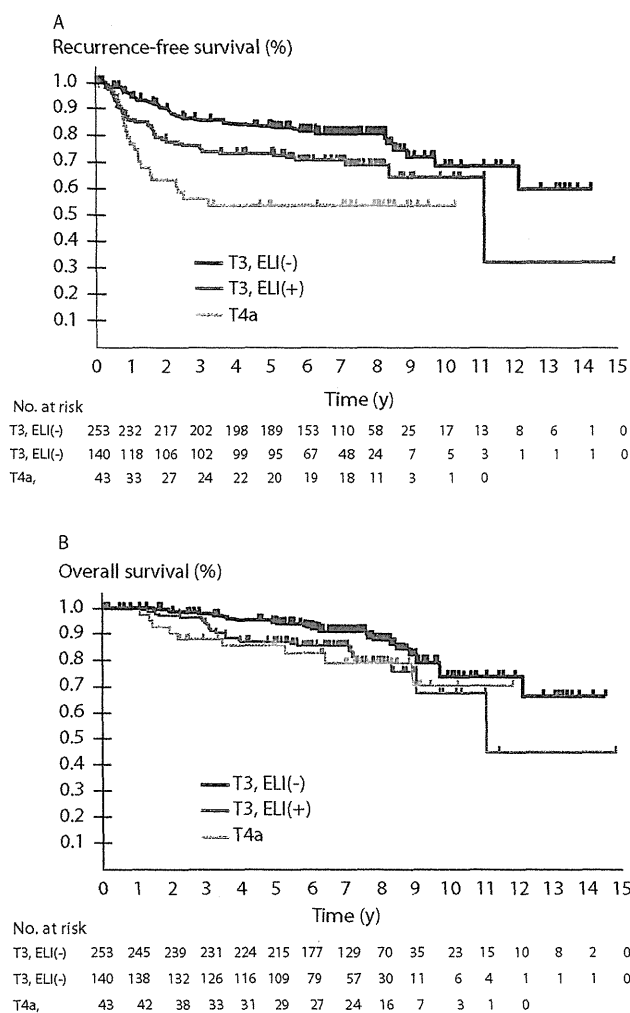 A
Recurrence-free survival (%)
1.0
0.9
0.8
0.7
0.6
0.5
0.4
0.3
0.2
0.1
T3, ELI(-)
T3, ELI(+)
T4a
0 1 2 3 4 5 6 7 8 9 10 11 12 13 14 15
Time (y)
No. at risk
T3, ELI(-) 253 232 217 202 198 189 153 110 58 25 17 13 8 6 1 0
T3, ELI(-) 140 118 106 102 99 95 67 48 24 7 5 3 1 1 1 0
T4a, 43 33 27 24 22 20 19 18 11 3 1 0
B
Overall survival (%)
1.0
0.9
0.8
0.7
0.6
0.5
0.4
0.3
0.2
0.1
T3, ELI(-)
T3, ELI(+)
T4a
0 1 2 3 4 5 6 7 8 9 10 11 12 13 14 15
Time (y)
No. at risk
T3, ELI(-) 253 245 239 231 224 215 177 129 70 35 23 15 10 8 2 0
T3, ELI(-) 140 138 132 126 116 109 79 57 30 11 6 4 1 1 1 0
T4a, 43 42 38 33 31 29 27 24 16 7 3 1 0